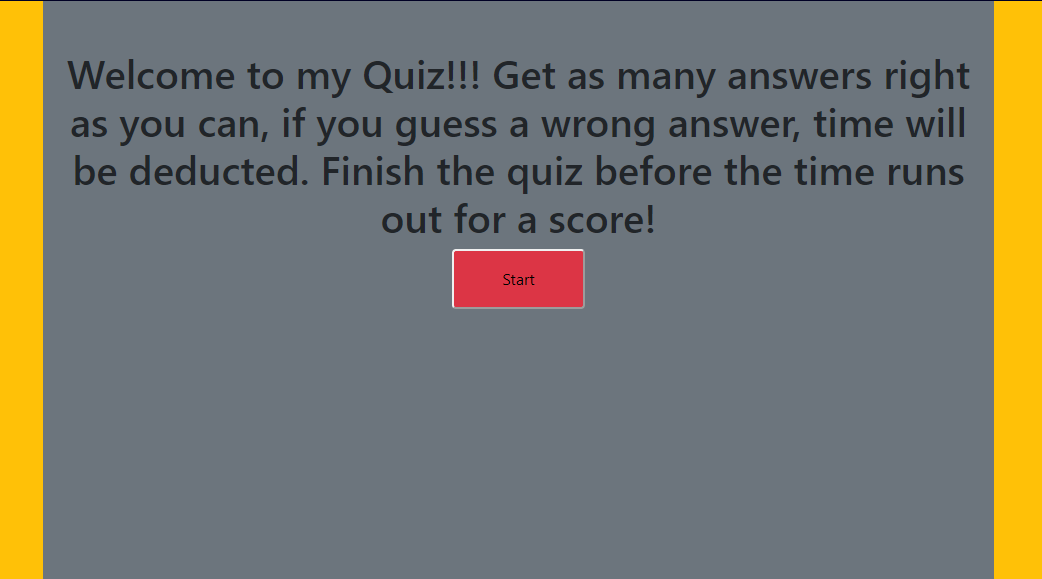 Welcome to my Quiz!!! Get as many answers right
as you can, if you guess a wrong answer, time will
be deducted. Finish the quiz before the time runs
out for a score!
Start